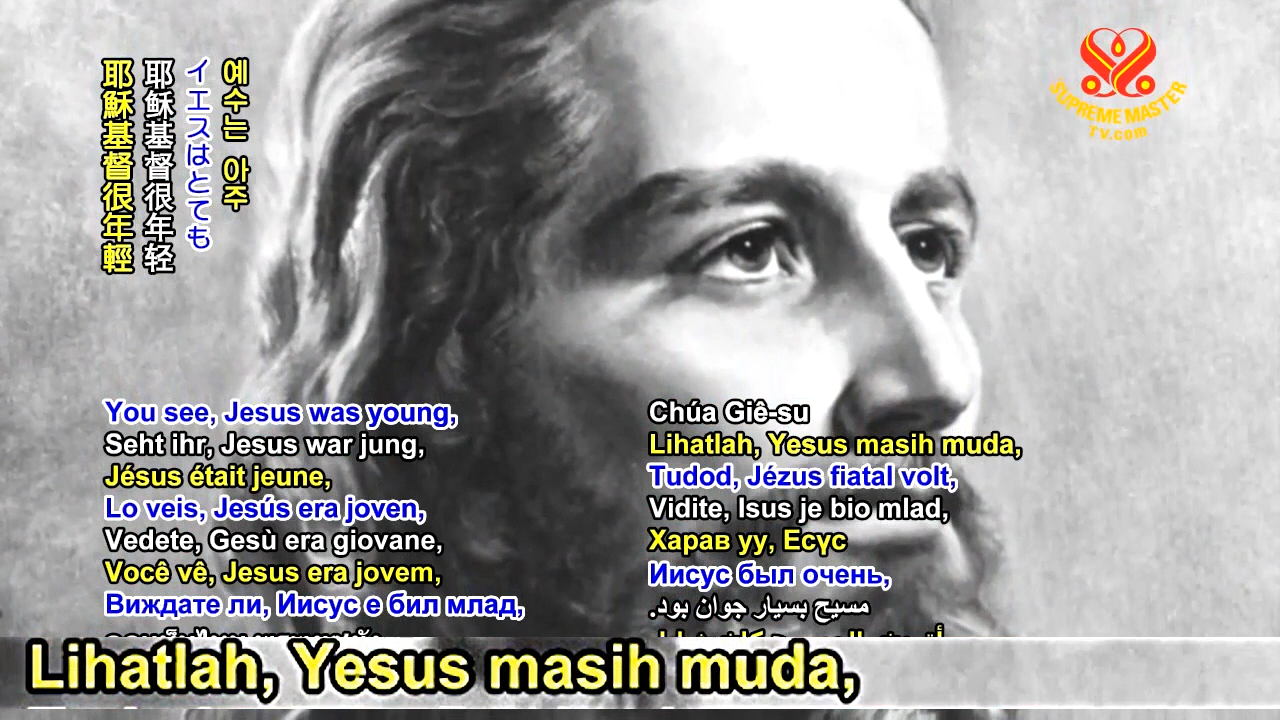 예수는 아주
イエスはとても
耶稣基督很年轻
耶穌基督很年輕
SUPREME MASTER
TV.com
You see, Jesus was young,
Seht ihr, Jesus war jung,
Jésus était jeune,
Lo veis, Jesús era joven,
Vedete, Gesù era giovane,
Você vê, Jesus era jovem,
Виждате ли, Иисус е бил млад,
Chúa Giê-su
Lihatlah, Yesus masih muda,
Tudod, Jézus fiatal volt,
Vidite, Isus je bio mlad,
Харав уу, Есүс
Иисус был очень,
مسیح بسیار جوان بود.
Lihatlah, Yesus masih muda,